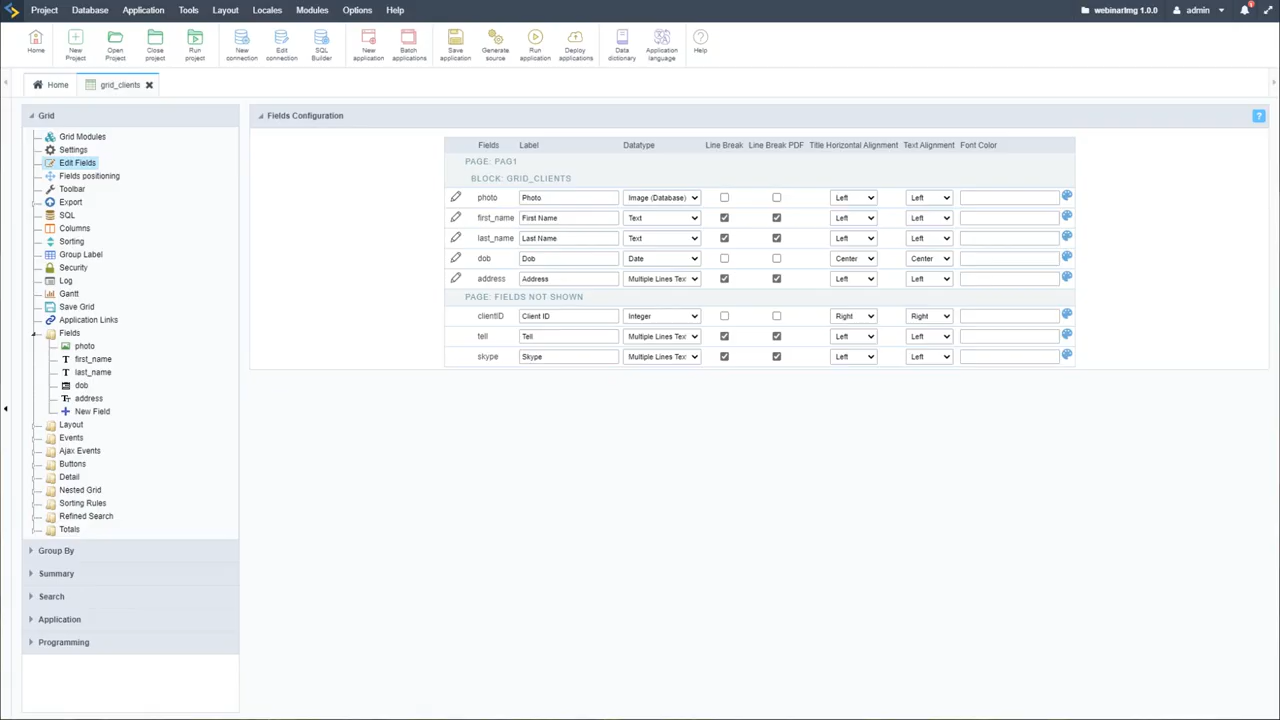 Project Database Application Tools Layout Locales Modules Options Help webinarImg 1.0.0 admin
Home New Project Open Project Close project Run project New connection Edit connection SQL Builder New application Batch applications Save application Generate source Run application Deploy applications Data dictionary Application language Help
Home grid_clients
Grid
Grid Modules
Settings
Edit Fields
Fields positioning
Toolbar
Export
SQL
Columns
Sorting
Group Label
Security
Log
Gantt
Save Grid
Application Links
Fields
photo
first_name
last_name
dob
address
New Field
Layout
Events
Ajax Events
Buttons
Detail
Nested Grid
Sorting Rules
Refined Search
Totals
Group By
Summary
Search
Application
Programming
Fields Configuration ?
Fields Label Datatype Line Break Line Break PDF Title Horizontal Alignment Text Alignment Font Color
PAGE: PAG1
BLOCK: GRID_CLIENTS
photo Photo Image (Database) Left Left
first_name First Name Text Left Left
last_name Last Name Text Left Left
dob Dob Date Center Center
address Address Multiple Lines Tex Left Left
PAGE: FIELDS NOT SHOWN
clientID Client ID Integer Right Right
tell Tell Multiple Lines Tex Left Left
skype Skype Multiple Lines Tex Left Left